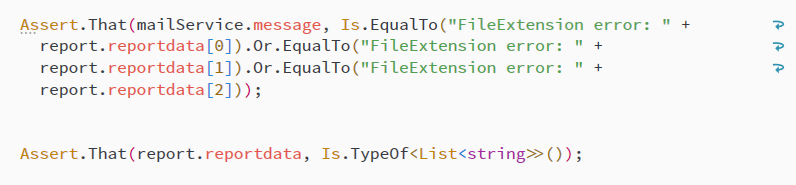 Assert.That(mailService.message, Is.EqualTo("FileExtension error: " +
report.reportdata[0]).Or.EqualTo("FileExtension error: " +
report.reportdata[1]).Or.EqualTo("FileExtension error: " +
report.reportdata[2]));
Assert.That(report.reportdata, Is.TypeOf<List<string>>());